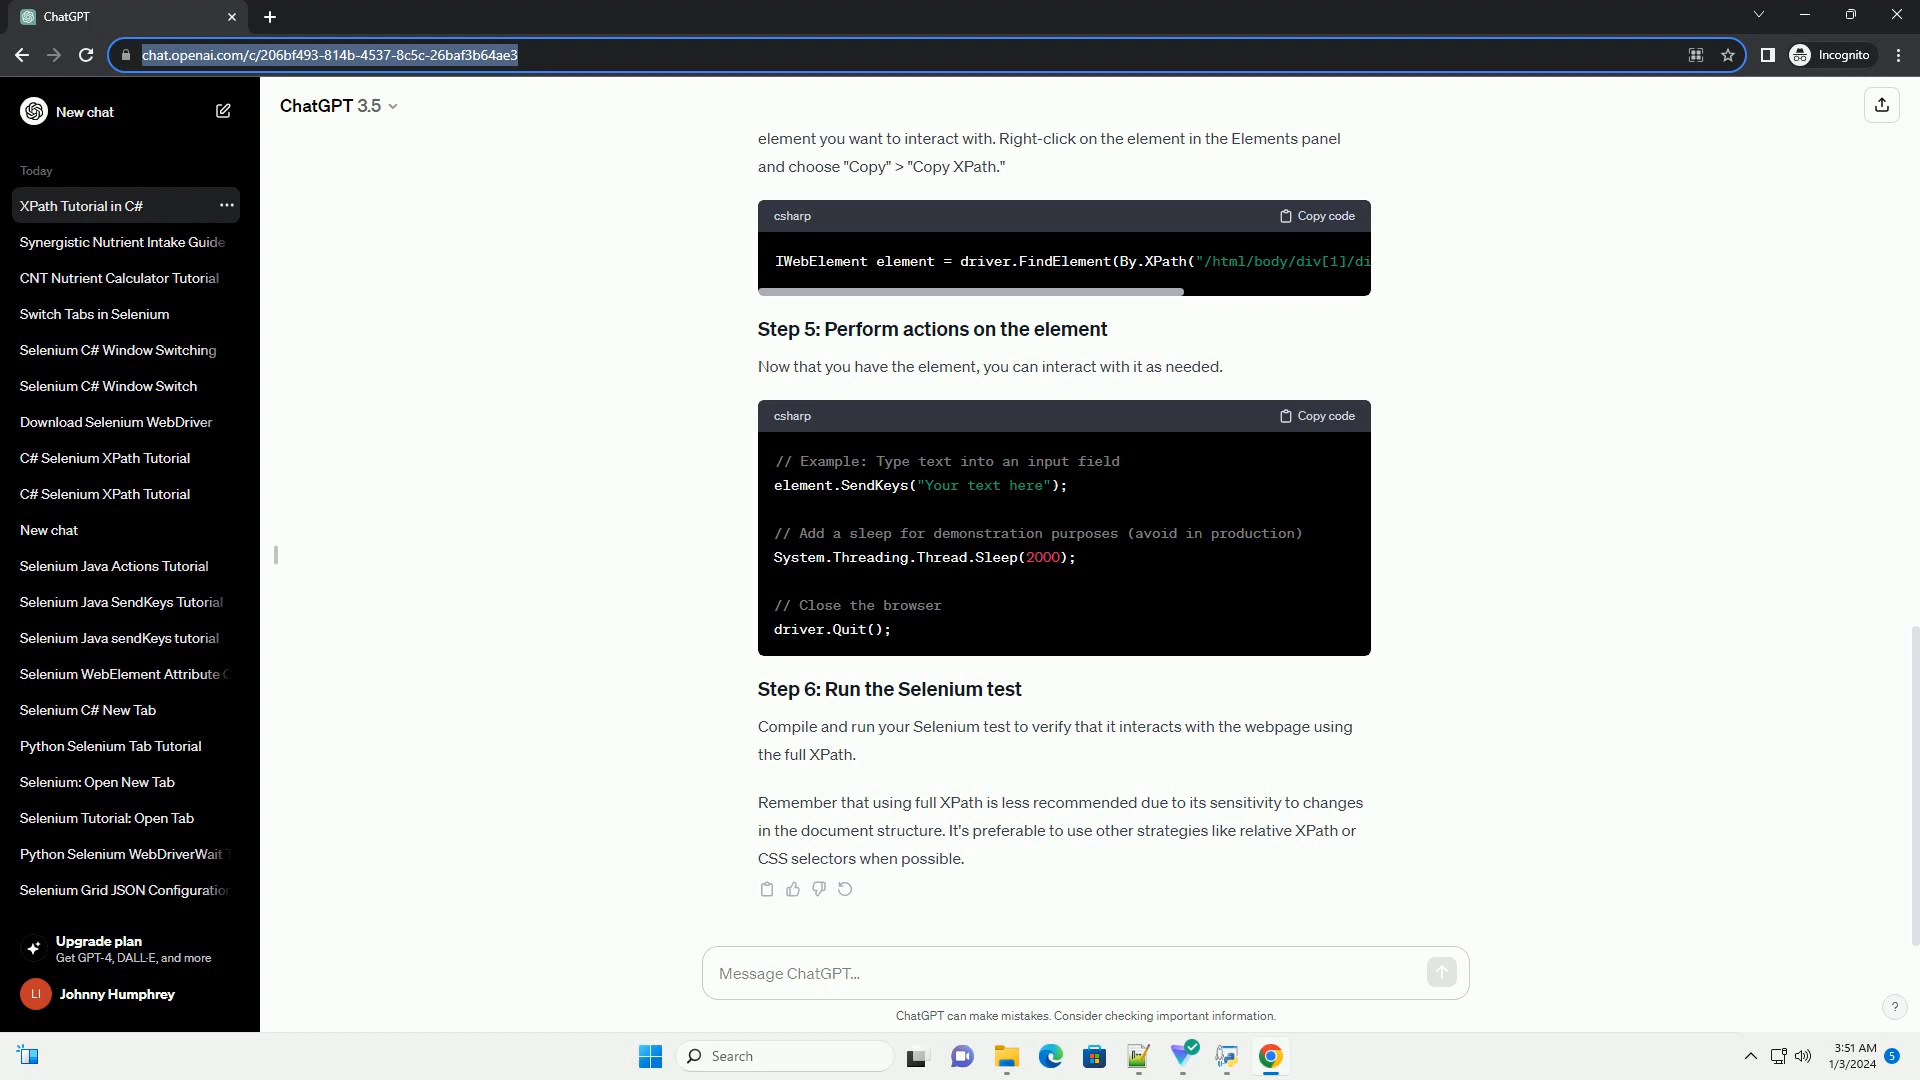 ChatGPT
chat.openai.com/c/206bf493-814b-4537-8c5c-26baf3b64ae3
Incognito
New chat
Today
XPath Tutorial in C#
Synergistic Nutrient Intake Guide
CNT Nutrient Calculator Tutorial
Switch Tabs in Selenium
Selenium C# Window Switching
Selenium C# Window Switch
Download Selenium WebDriver
C# Selenium XPath Tutorial
C# Selenium XPath Tutorial
New chat
Selenium Java Actions Tutorial
Selenium Java SendKeys Tutorial
Selenium Java sendKeys tutorial
Selenium WebElement Attribute C
Selenium C# New Tab
Python Selenium Tab Tutorial
Selenium: Open New Tab
Selenium Tutorial: Open Tab
Python Selenium WebDriverWait T
Selenium Grid JSON Configuration
Upgrade plan
Get GPT-4, DALL·E, and more
LI
Johnny Humphrey
ChatGPT 3.5
element you want to interact with. Right-click on the element in the Elements panel
and choose "Copy" > "Copy XPath."
csharp
Copy code
IWebElement element = driver.FindElement(By.XPath("/html/body/div[1]/di
Step 5: Perform actions on the element
Now that you have the element, you can interact with it as needed.
csharp
Copy code
// Example: Type text into an input field
element.SendKeys("Your text here");
// Add a sleep for demonstration purposes (avoid in production)
System.Threading.Thread.Sleep(2000);
// Close the browser
driver.Quit();
Step 6: Run the Selenium test
Compile and run your Selenium test to verify that it interacts with the webpage using
the full XPath.
Remember that using full XPath is less recommended due to its sensitivity to changes
in the document structure. It's preferable to use other strategies like relative XPath or
CSS selectors when possible.
Message ChatGPT...
ChatGPT can make mistakes. Consider checking important information.
?
Search
3:51 AM
1/3/2024
5